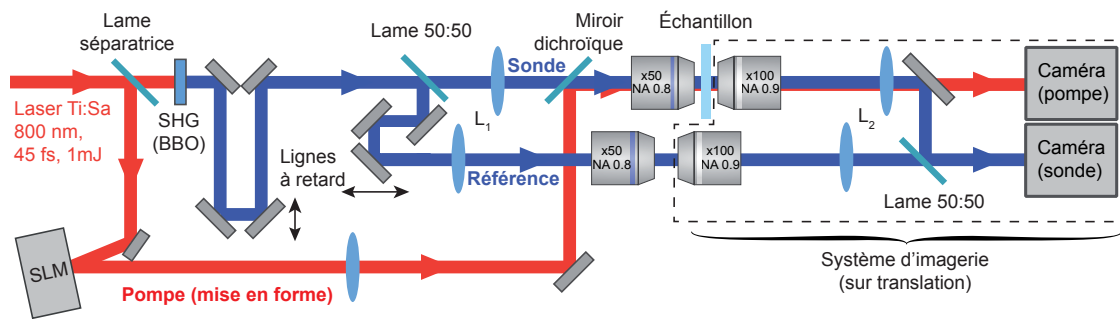 Lame
séparatrice
Lame 50:50
Miroir
dichroïque
Échantillon
Sonde
x50
NA 0.8
x100
NA 0.9
Caméra
(pompe)
Laser Ti:Sa
800 nm,
45 fs, 1mJ
SHG
(BBO)
L1
L2
Lignes
à retard
Référence
x50
NA 0.8
x100
NA 0.9
Caméra
(sonde)
Lame 50:50
SLM
Pompe (mise en forme)
Système d'imagerie
(sur translation)